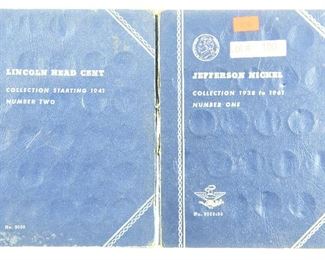 LINCOLN HEAD CENT
COLLECTION STARTING 1941
NUMBER TWO
JEFFERSON NICKEL
COLLECTION 1938 to 1961
NUMBER ONE